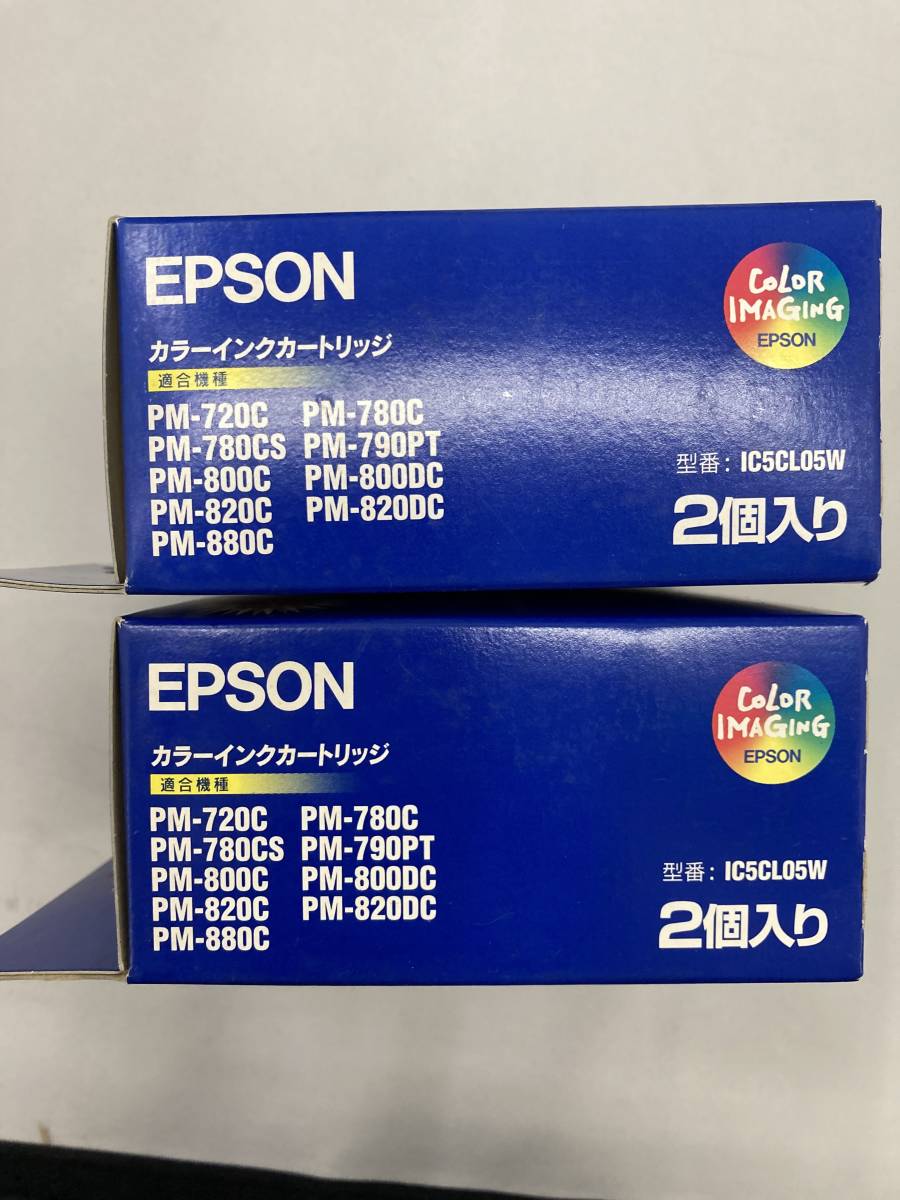 EPSON
COLOR
IMAGING
EPSON
カラーインクカートリッジ
適合機種
PM-720C PM-780C
PM-780CS PM-790PT
PM-800C PM-800DC
PM-820C PM-820DC
PM-880C
型番: IC5CL05W
2個入り
EPSON
COLOR
IMAGING
EPSON
カラーインクカートリッジ
適合機種
PM-720C PM-780C
PM-780CS PM-790PT
PM-800C PM-800DC
PM-820C PM-820DC
PM-880C
型番: IC5CL05W
2個入り